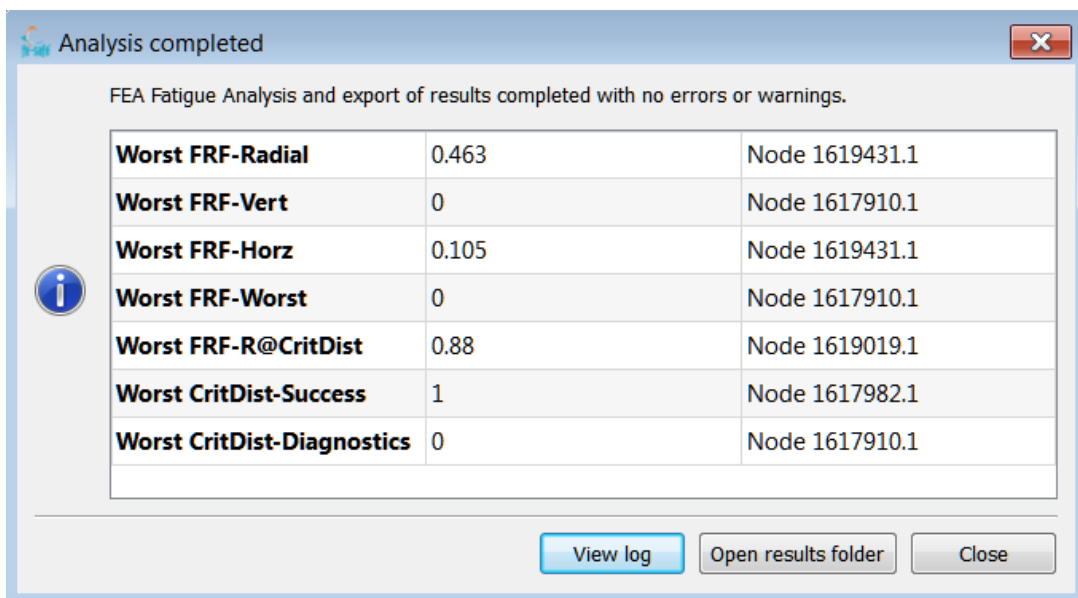 Analysis completed
FEA Fatigue Analysis and export of results completed with no errors or warnings.
Worst FRF-Radial 0.463 Node 1619431.1
Worst FRF-Vert 0 Node 1617910.1
Worst FRF-Horz 0.105 Node 1619431.1
Worst FRF-Worst 0 Node 1617910.1
Worst FRF-R@CritDist 0.88 Node 1619019.1
Worst CritDist-Success 1 Node 1617982.1
Worst CritDist-Diagnostics 0 Node 1617910.1
View log Open results folder Close